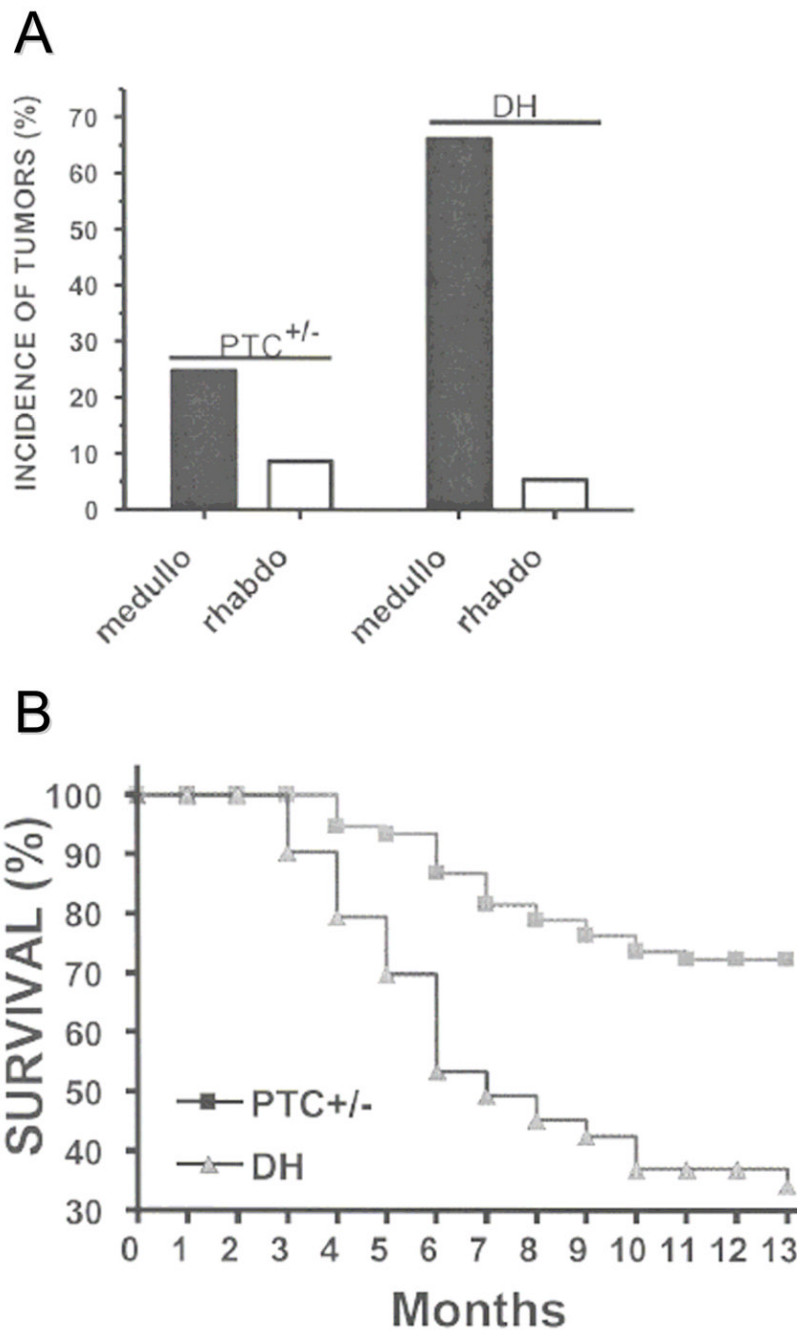 A
INCIDENCE OF TUMORS (%)
70
60
50
40
30
20
10
0
PTC+/-
DH
medullo
rhabdo
medullo
rhabdo
B
SURVIVAL (%)
100
90
80
70
60
50
40
30
PTC+/-
DH
0 1 2 3 4 5 6 7 8 9 10 11 12 13
Months